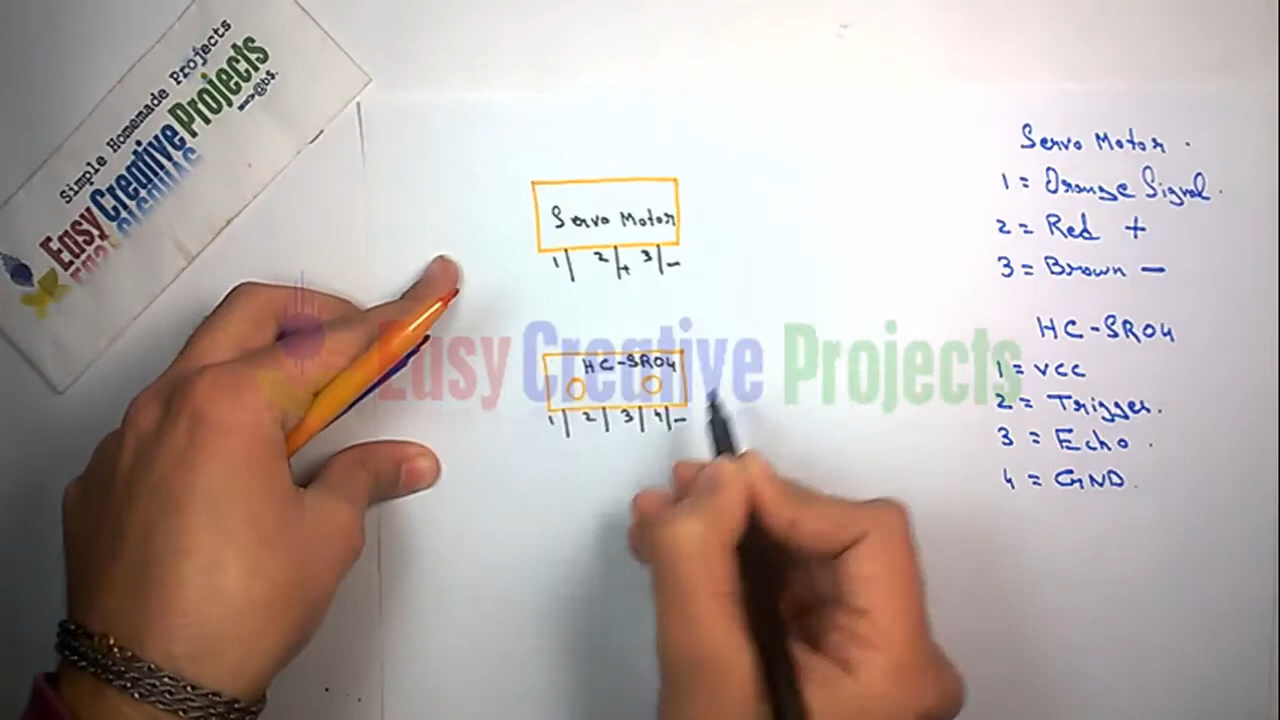 Simple Homemade Projects
Easy Creative Projects
Servo Motor
1 2 + 3 -
HC-SR04
1 2 3 4 -
Easy Creative Projects
Servo Motor.
1 = Orange Signal.
2 = Red +
3 = Brown -
HC-SR04
1 = VCC
2 = Trigger.
3 = Echo.
4 = GND.